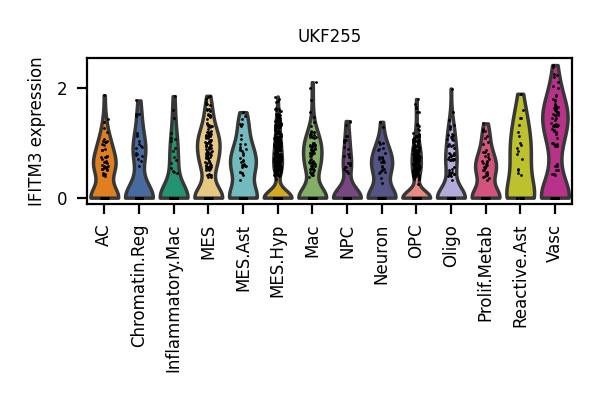 UKF255
IFITM3 expression
2
0
AC
Chromatin.Reg
Inflammatory.Mac
MES
MES.Ast
MES.Hyp
Mac
NPC
Neuron
OPC
Oligo
Prolif.Metab
Reactive.Ast
Vasc